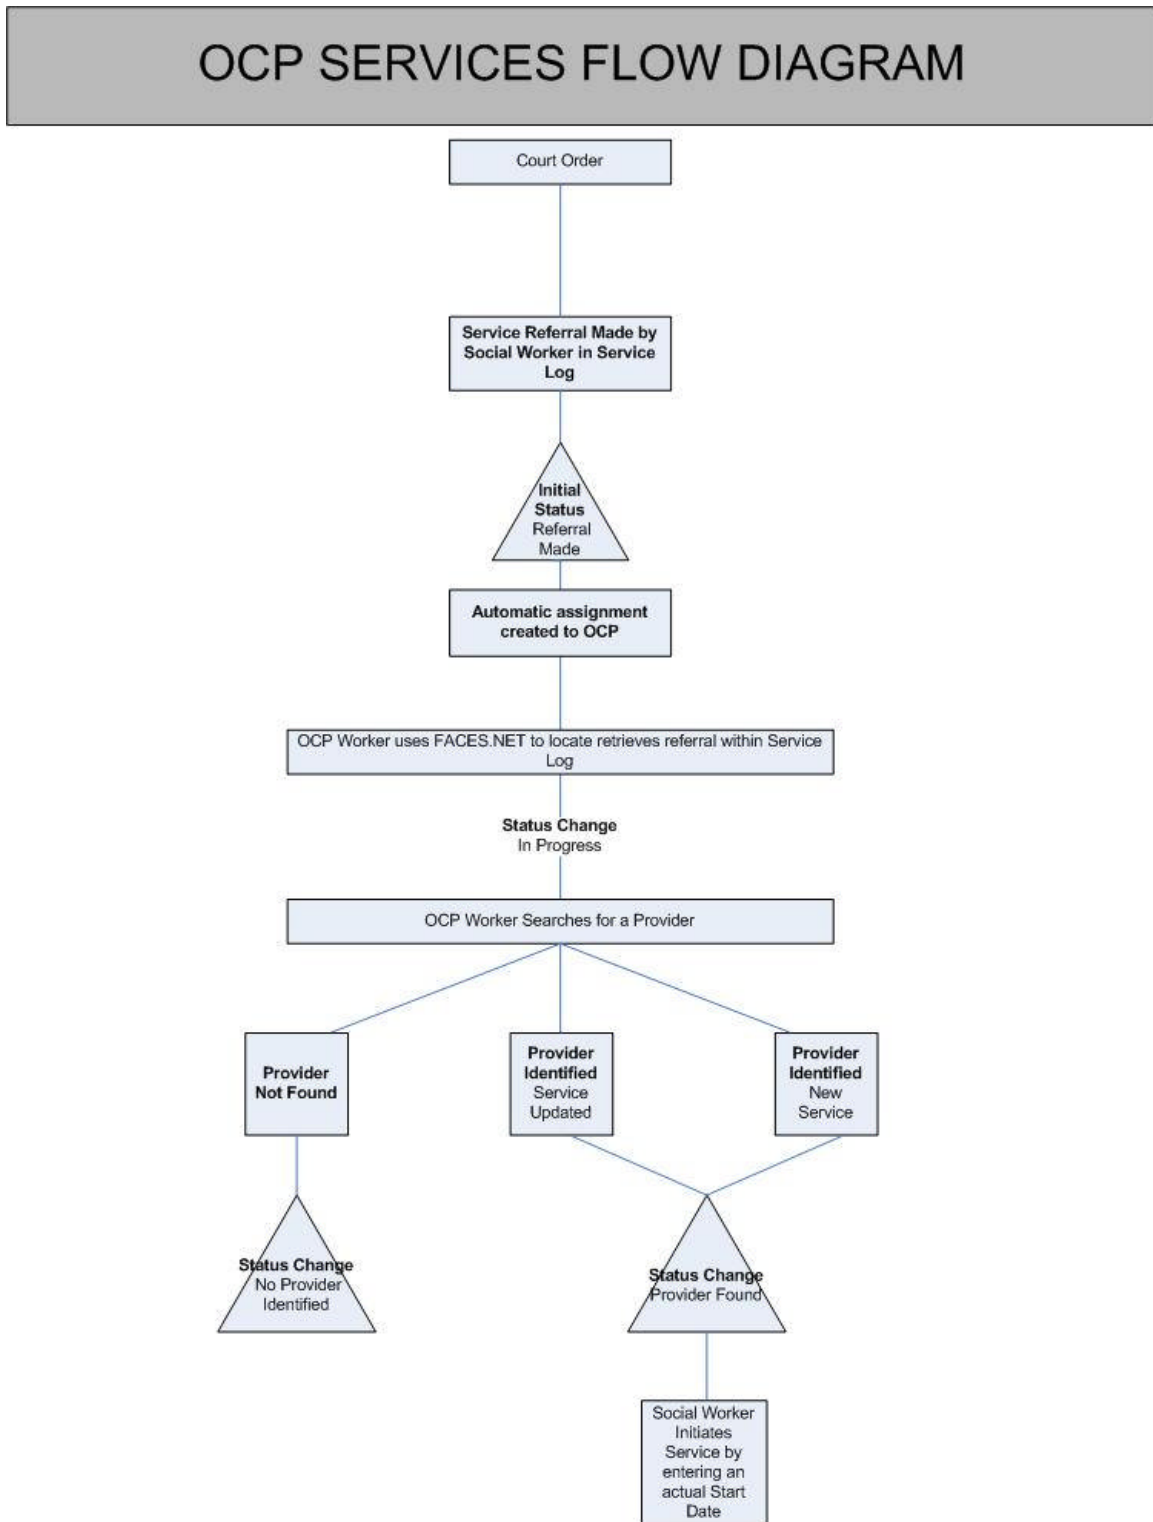 OCP SERVICES FLOW DIAGRAM
Court Order
Service Referral Made by
Social Worker in Service
Log
Initial
Status
Referral
Made
Automatic assignment
created to OCP
OCP Worker uses FACES.NET to locate retrieves referral within Service
Log
Status Change
In Progress
OCP Worker Searches for a Provider
Provider
Not Found
Provider
Identified
Service
Updated
Provider
Identified
New
Service
Status Change
No Provider
Identified
Status Change
Provider Found
Social Worker
Initiates
Service by
entering an
actual Start
Date